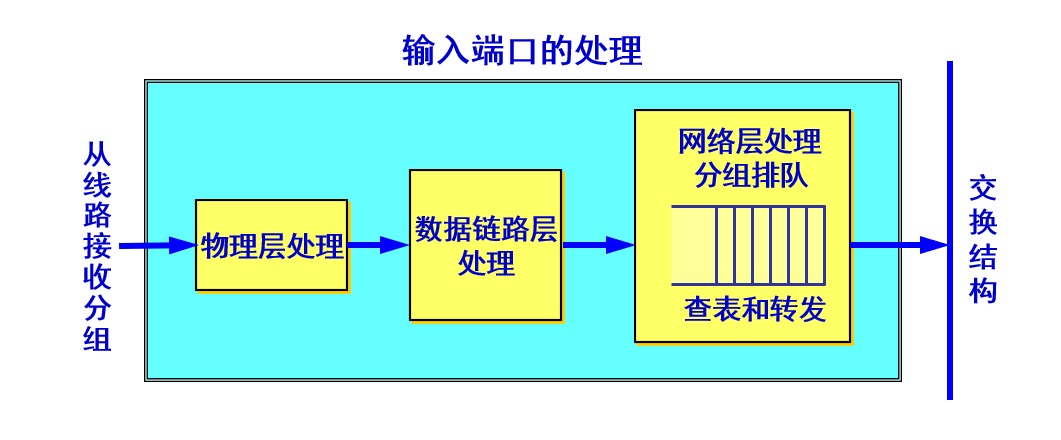 输入端口的处理
从线路接收分组
物理层处理
数据链路层
处理
网络层处理
分组排队
查表和转发
交换结构